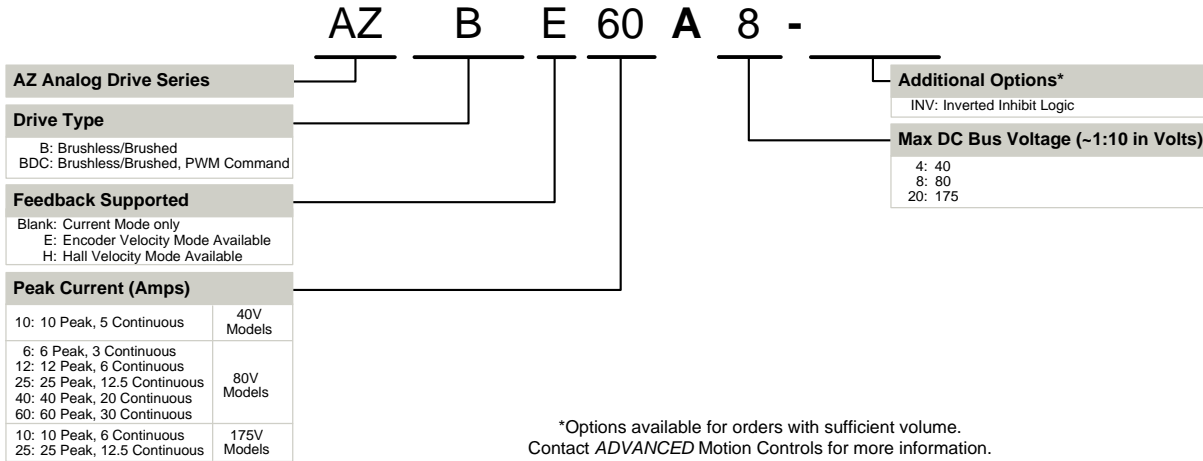 AZ B E 60 A 8 -
AZ Analog Drive Series
Drive Type
B: Brushless/Brushed
BDC: Brushless/Brushed, PWM Command
Feedback Supported
Blank: Current Mode only
E: Encoder Velocity Mode Available
H: Hall Velocity Mode Available
Peak Current (Amps)
10: 10 Peak, 5 Continuous
40V
Models
6: 6 Peak, 3 Continuous
12: 12 Peak, 6 Continuous
25: 25 Peak, 12.5 Continuous
40: 40 Peak, 20 Continuous
60: 60 Peak, 30 Continuous
80V
Models
10: 10 Peak, 6 Continuous
25: 25 Peak, 12.5 Continuous
175V
Models
Additional Options*
INV: Inverted Inhibit Logic
Max DC Bus Voltage (~1:10 in Volts)
4: 40
8: 80
20: 175
*Options available for orders with sufficient volume.
Contact ADVANCED Motion Controls for more information.